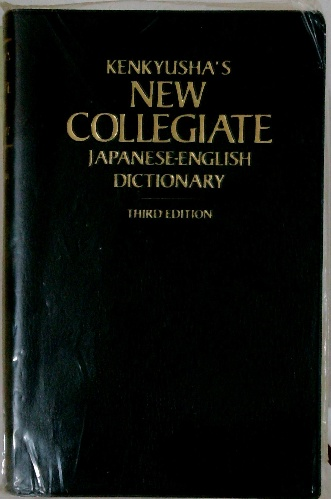 KENKYUSHA'S
NEW
COLLEGIATE
JAPANESE-ENGLISH
DICTIONARY
THIRD EDITION